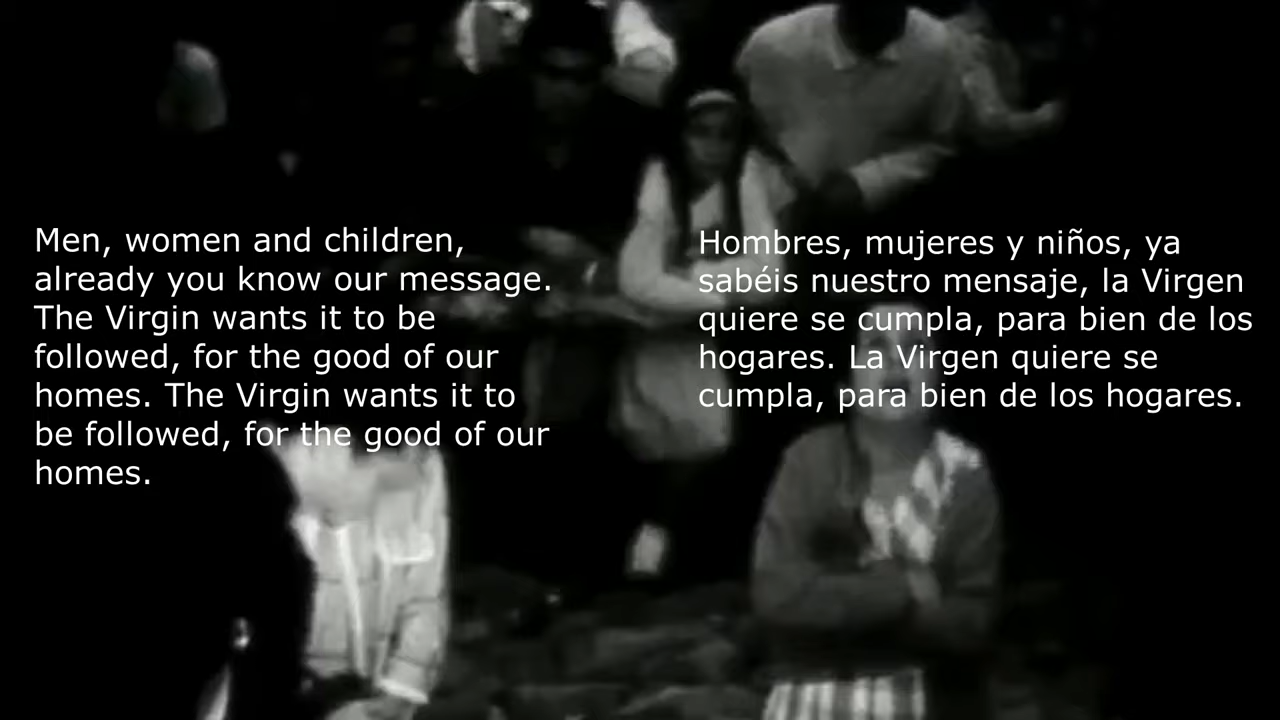 Men, women and children,
already you know our message.
The Virgin wants it to be
followed, for the good of our
homes. The Virgin wants it to
be followed, for the good of our
homes.
Hombres, mujeres y niños, ya
sabéis nuestro mensaje, la Virgen
quiere se cumpla, para bien de los
hogares. La Virgen quiere se
cumpla, para bien de los hogares.